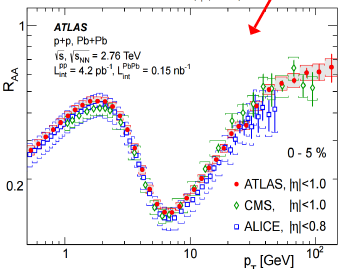 1
ATLAS
p+p, Pb+Pb
√s, √sNN = 2.76 TeV
L^pp_int = 4.2 pb⁻¹, L^PbPb_int = 0.15 nb⁻¹
R_AA
0.2
0 - 5 %
ATLAS, |η|<1.0
CMS, |η|<1.0
ALICE, |η|<0.8
1 10 10²
p_T [GeV]